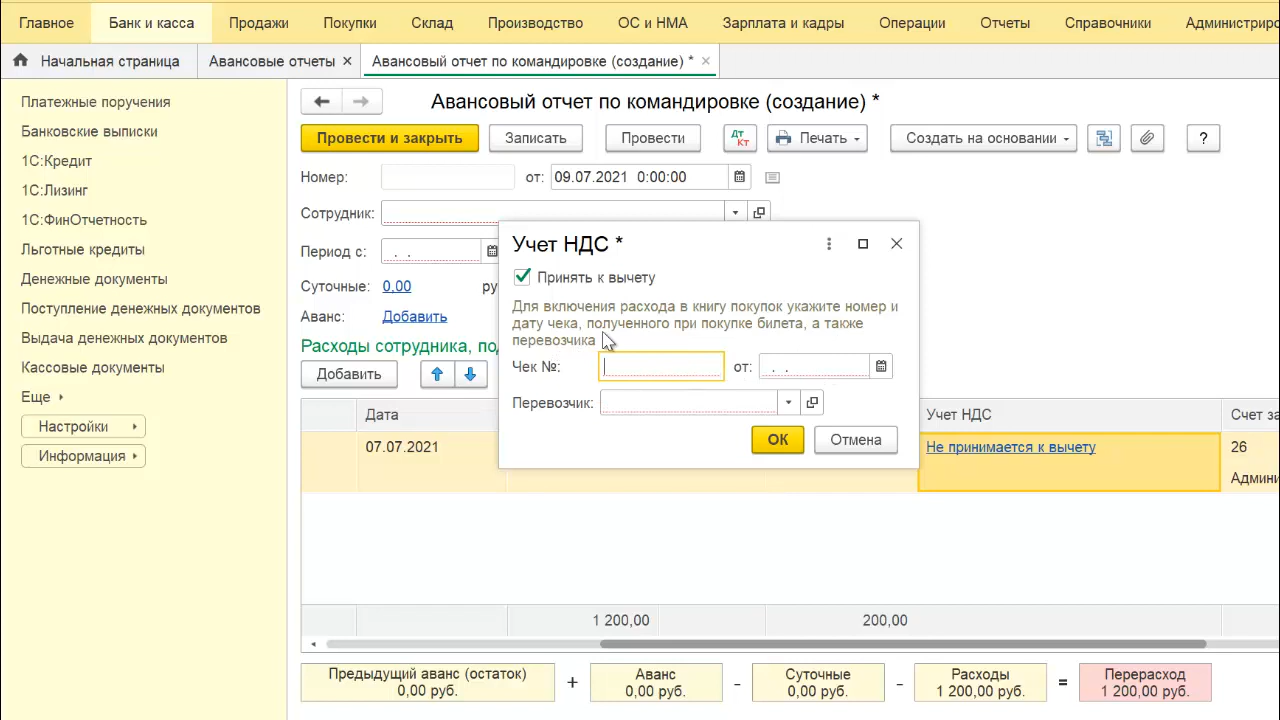 Главное Банк и касса Продажи Покупки Склад Производство ОС и НМА Зарплата и кадры Операции Отчеты Справочники Администриро
Начальная страница Авансовые отчеты × Авансовый отчет по командировке (создание) * ×
Платежные поручения
Банковские выписки
1С:Кредит
1С:Лизинг
1С:ФинОтчетность
Льготные кредиты
Денежные документы
Поступление денежных документов
Выдача денежных документов
Кассовые документы
Еще
Настройки
Информация
Авансовый отчет по командировке (создание) *
Провести и закрыть Записать Провести Дт Кт Печать Создать на основании ?
Номер: от: 09.07.2021 0:00:00
Сотрудник:
Период с: . .
Суточные: 0,00 ру
Аванс: Добавить
Расходы сотрудника, по
Добавить
Учет НДС *
Принять к вычету
Для включения расхода в книгу покупок укажите номер и
дату чека, полученного при покупке билета, а также
перевозчика
Чек №: от: . .
Перевозчик:
ОК Отмена
Дата Учет НДС Счет за
07.07.2021 Не принимается к вычету 26
Админи
1 200,00 200,00
Предыдущий аванс (остаток) + Аванс - Суточные - Расходы = Перерасход
0,00 руб. 0,00 руб. 0,00 руб. 1 200,00 руб. 1 200,00 руб.